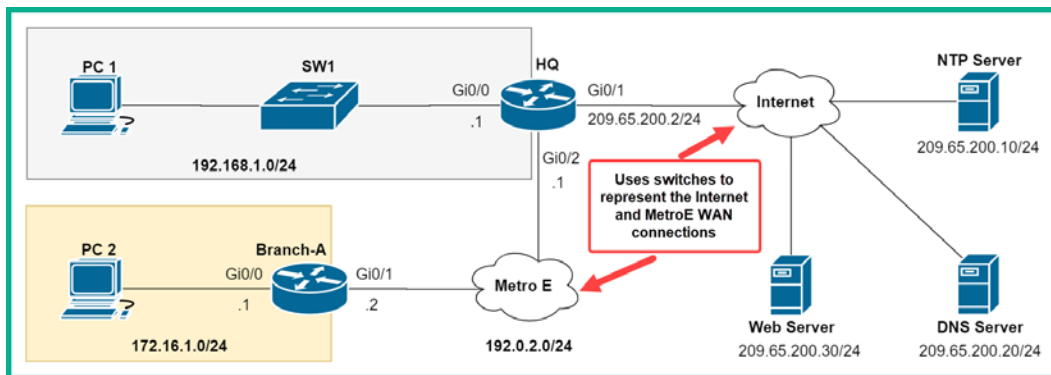 PC 1
SW1
HQ
Gi0/0
.1
Gi0/1
209.65.200.2/24
Gi0/2
.1
192.168.1.0/24
Internet
NTP Server
209.65.200.10/24
Uses switches to
represent the Internet
and MetroE WAN
connections
PC 2
Branch-A
Gi0/0
.1
Gi0/1
.2
172.16.1.0/24
Metro E
192.0.2.0/24
Web Server
209.65.200.30/24
DNS Server
209.65.200.20/24